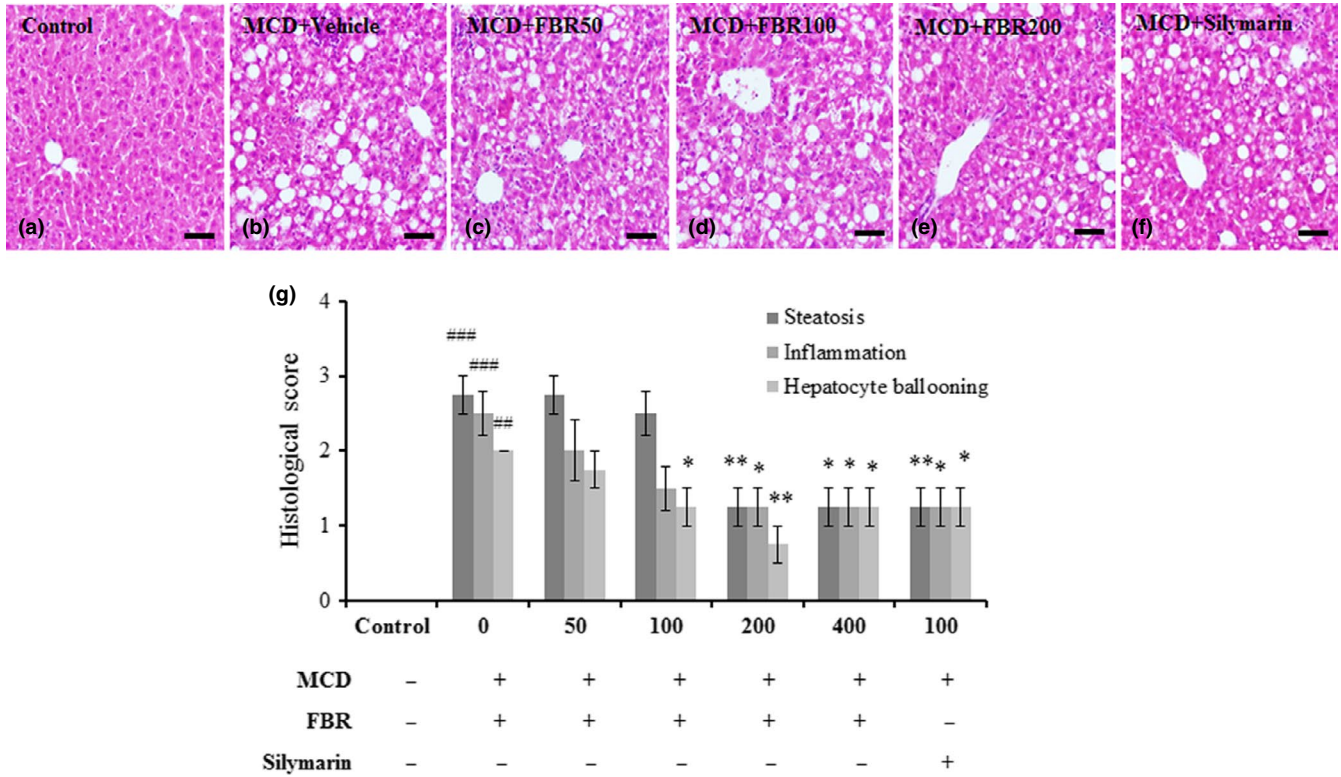 Control MCD+Vehicle MCD+FBR50 MCD+FBR100 MCD+FBR200 MCD+Silymarin
(a) (b) (c) (d) (e) (f)
(g)
4
3
2
1
0
Histological score
Steatosis
Inflammation
Hepatocyte ballooning
###
###
##
*
** * **
* * *
** * *
Control 0 50 100 200 400 100
MCD – + + + + + +
FBR – + + + + + –
Silymarin – – – – – – +